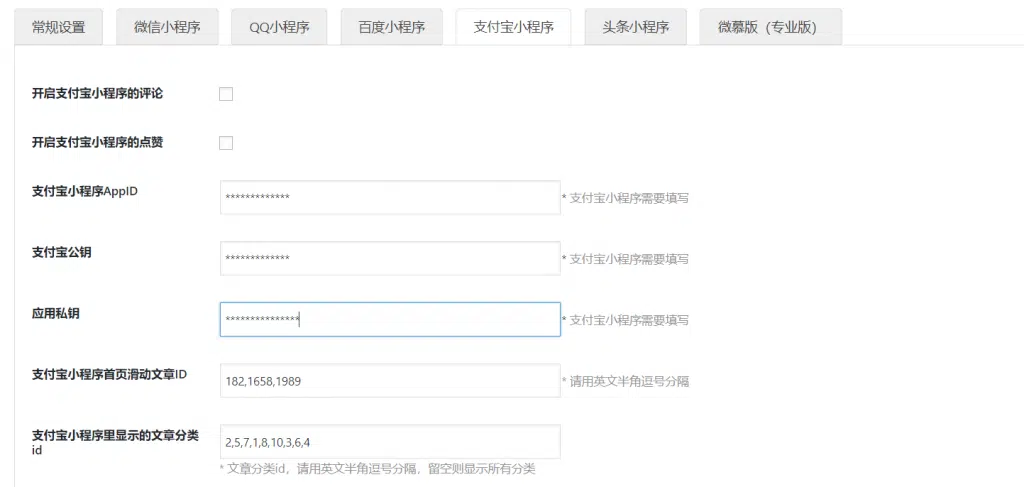 常规设置 微信小程序 QQ小程序 百度小程序 支付宝小程序 头条小程序 微慕版（专业版）
开启支付宝小程序的评论
开启支付宝小程序的点赞
支付宝小程序AppID ************* * 支付宝小程序需要填写
支付宝公钥 ************* * 支付宝小程序需要填写
应用私钥 *************** * 支付宝小程序需要填写
支付宝小程序首页滑动文章ID 182,1658,1989 * 请用英文半角逗号分隔
支付宝小程序里显示的文章分类
id
2,5,7,1,8,10,3,6,4
* 文章分类id，请用英文半角逗号分隔，留空则显示所有分类